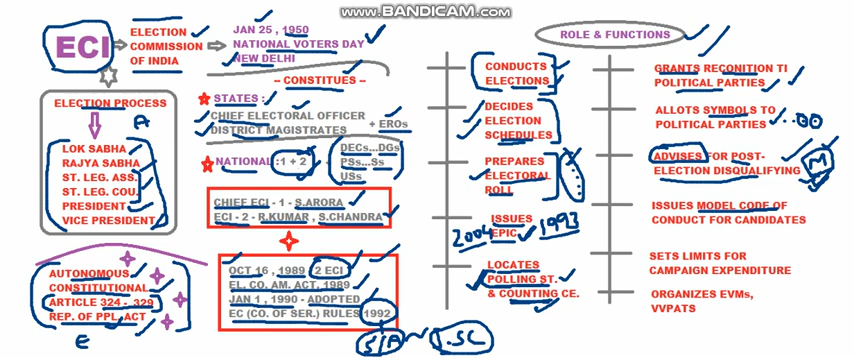 WWW.BANDICAM.COM
ECI
ELECTION
COMMISSION
OF INDIA
JAN 25 , 1950
NATIONAL VOTERS DAY
NEW DELHI
-- CONSTITUES --
ELECTION PROCESS
A
LOK SABHA
RAJYA SABHA
ST. LEG. ASS.
ST. LEG. COU.
PRESIDENT
VICE PRESIDENT
AUTONOMOUS
CONSTITUTIONAL
ARTICLE 324 - 329
REP. OF PPL. ACT
E
STATES :
CHIEF ELECTORAL OFFICER
DISTRICT MAGISTRATES
+ EROs
NATIONAL :1 + 2
DECs...DGs
PSs...Ss
USs
CHIEF ECI - 1 - S.ARORA
ECI - 2 - R.KUMAR , S.CHANDRA
OCT 16 , 1989 2 ECI
EL. CO. AM. ACT, 1989
JAN 1 , 1990 - ADOPTED
EC (CO. OF SER.) RULES 1992
SC
ROLE & FUNCTIONS
CONDUCTS
ELECTIONS
DECIDES
ELECTION
SCHEDULES
PREPARES
ELECTORAL
ROLL
ISSUES
EPIC
2004
1993
LOCATES
POLLING ST.
& COUNTING CE.
GRANTS RECONITION TI
POLITICAL PARTIES
ALLOTS SYMBOLS TO
POLITICAL PARTIES
ADVISES FOR POST-
ELECTION DISQUALIFYING
M
ISSUES MODEL CODE OF
CONDUCT FOR CANDIDATES
SETS LIMITS FOR
CAMPAIGN EXPENDITURE
ORGANIZES EVMs,
VVPATS